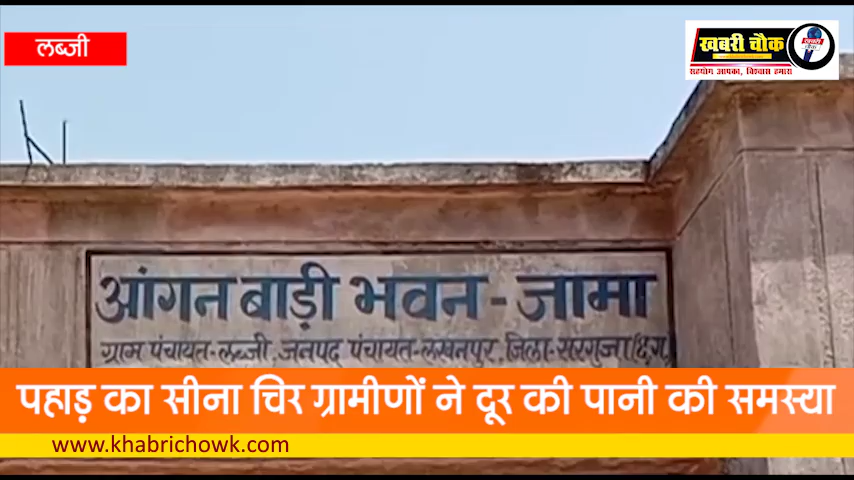 लब्जी
खबरी चौक
सहयोग आपका, विश्वास हमारा
आंगन बाड़ी भवन - जामा
ग्राम पंचायत-लब्जी, जनपद पंचायत-लखनपुर, जिला-सरगुजा(छ.ग.
पहाड़ का सीना चिर ग्रामीणों ने दूर की पानी की समस्या
www.khabrichowk.com